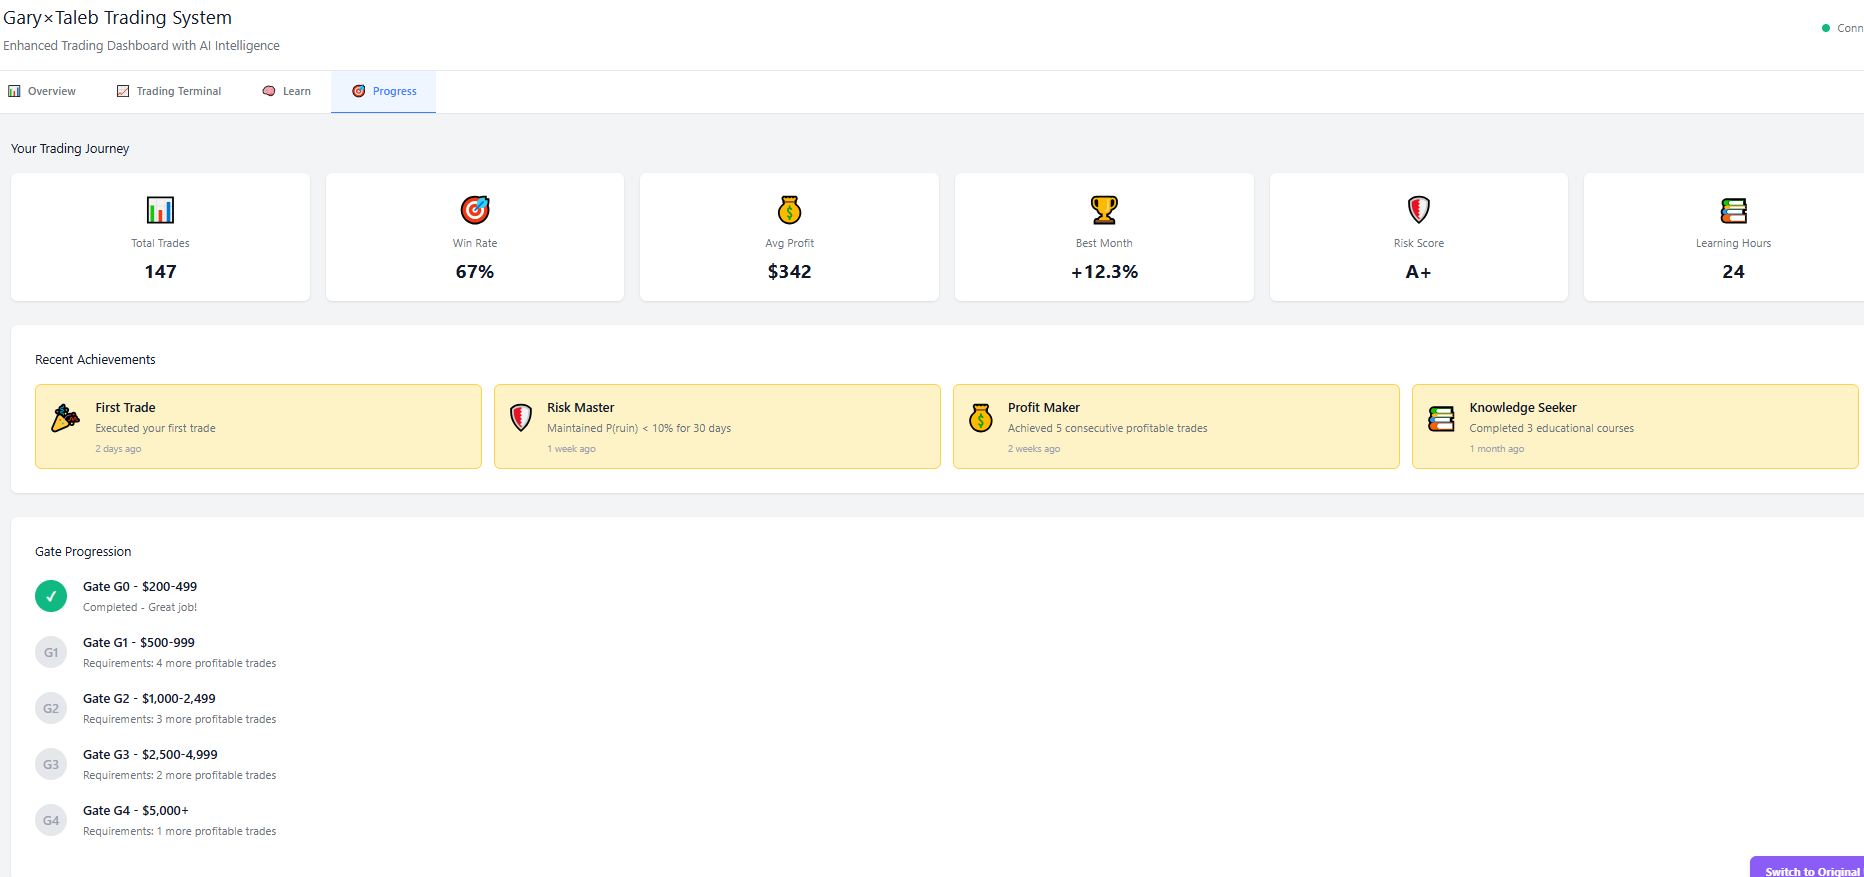 Gary×Taleb Trading System
Enhanced Trading Dashboard with AI Intelligence
Conn
Overview
Trading Terminal
Learn
Progress
Your Trading Journey
Total Trades
147
Win Rate
67%
Avg Profit
$342
Best Month
+12.3%
Risk Score
A+
Learning Hours
24
Recent Achievements
First Trade
Executed your first trade
2 days ago
Risk Master
Maintained P(ruin) < 10% for 30 days
1 week ago
Profit Maker
Achieved 5 consecutive profitable trades
2 weeks ago
Knowledge Seeker
Completed 3 educational courses
1 month ago
Gate Progression
Gate G0 - $200-499
Completed - Great job!
G1
Gate G1 - $500-999
Requirements: 4 more profitable trades
G2
Gate G2 - $1,000-2,499
Requirements: 3 more profitable trades
G3
Gate G3 - $2,500-4,999
Requirements: 2 more profitable trades
G4
Gate G4 - $5,000+
Requirements: 1 more profitable trades
Switch to Original